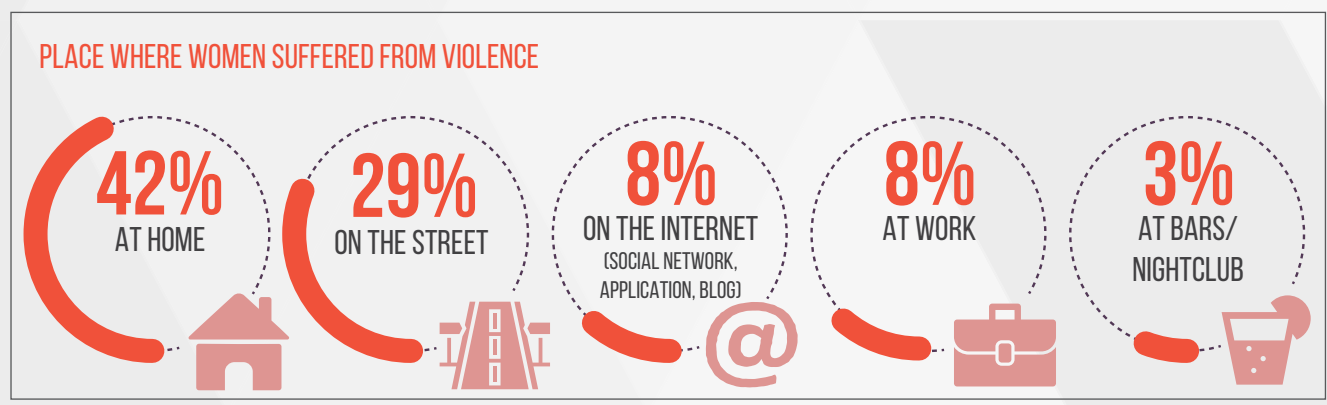 PLACE WHERE WOMEN SUFFERED FROM VIOLENCE
42%
AT HOME
29%
ON THE STREET
8%
ON THE INTERNET
(SOCIAL NETWORK,
APPLICATION, BLOG)
@
8%
AT WORK
3%
AT BARS/
NIGHTCLUB